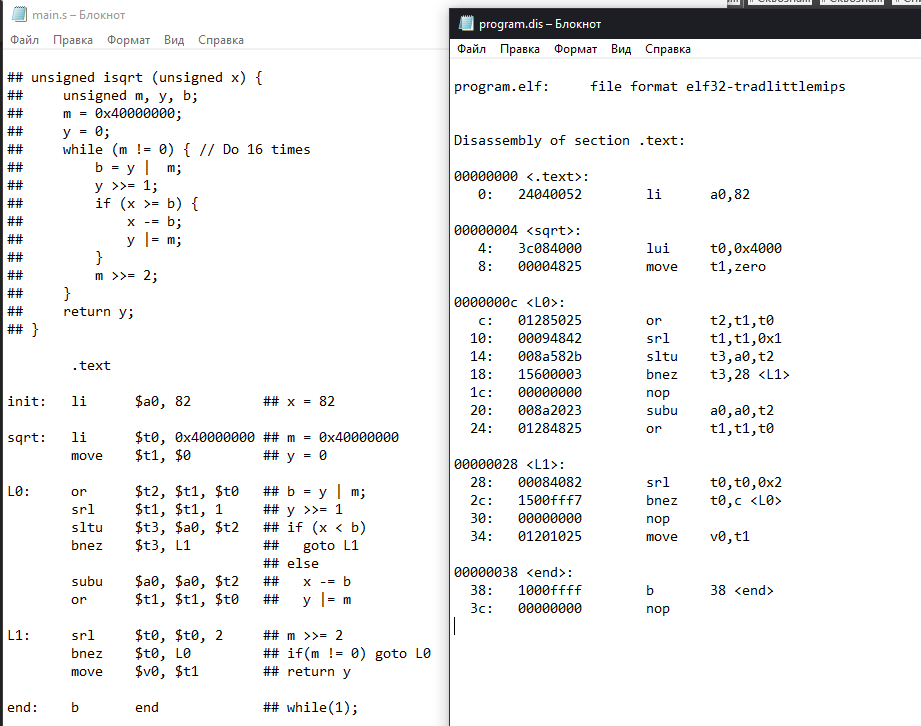 main.s – Блокнот
Файл Правка Формат Вид Справка
## unsigned isqrt (unsigned x) {
##     unsigned m, y, b;
##     m = 0x40000000;
##     y = 0;
##     while (m != 0) { // Do 16 times
##         b = y |  m;
##         y >>= 1;
##         if (x >= b) {
##             x -= b;
##             y |= m;
##         }
##         m >>= 2;
##     }
##     return y;
## }
        .text
init:   li      $a0, 82         ## x = 82
sqrt:   li      $t0, 0x40000000 ## m = 0x40000000
        move    $t1, $0         ## y = 0
L0:     or      $t2, $t1, $t0   ## b = y | m;
        srl     $t1, $t1, 1     ## y >>= 1
        sltu    $t3, $a0, $t2   ## if (x < b)
        bnez    $t3, L1         ##   goto L1
                                ## else
        subu    $a0, $a0, $t2   ##   x -= b
        or      $t1, $t1, $t0   ##   y |= m
L1:     srl     $t0, $t0, 2     ## m >>= 2
        bnez    $t0, L0         ## if(m != 0) goto L0
        move    $v0, $t1        ## return y
end:    b       end             ## while(1);
program.dis – Блокнот
Файл Правка Формат Вид Справка
program.elf:     file format elf32-tradlittlemips
Disassembly of section .text:
00000000 <.text>:
   0:   24040052        li      a0,82
00000004 <sqrt>:
   4:   3c084000        lui     t0,0x4000
   8:   00004825        move    t1,zero
0000000c <L0>:
   c:   01285025        or      t2,t1,t0
  10:   00094842        srl     t1,t1,0x1
  14:   008a582b        sltu    t3,a0,t2
  18:   15600003        bnez    t3,28 <L1>
  1c:   00000000        nop
  20:   008a2023        subu    a0,a0,t2
  24:   01284825        or      t1,t1,t0
00000028 <L1>:
  28:   00084082        srl     t0,t0,0x2
  2c:   1500fff7        bnez    t0,c <L0>
  30:   00000000        nop
  34:   01201025        move    v0,t1
00000038 <end>:
  38:   1000ffff        b       38 <end>
  3c:   00000000        nop